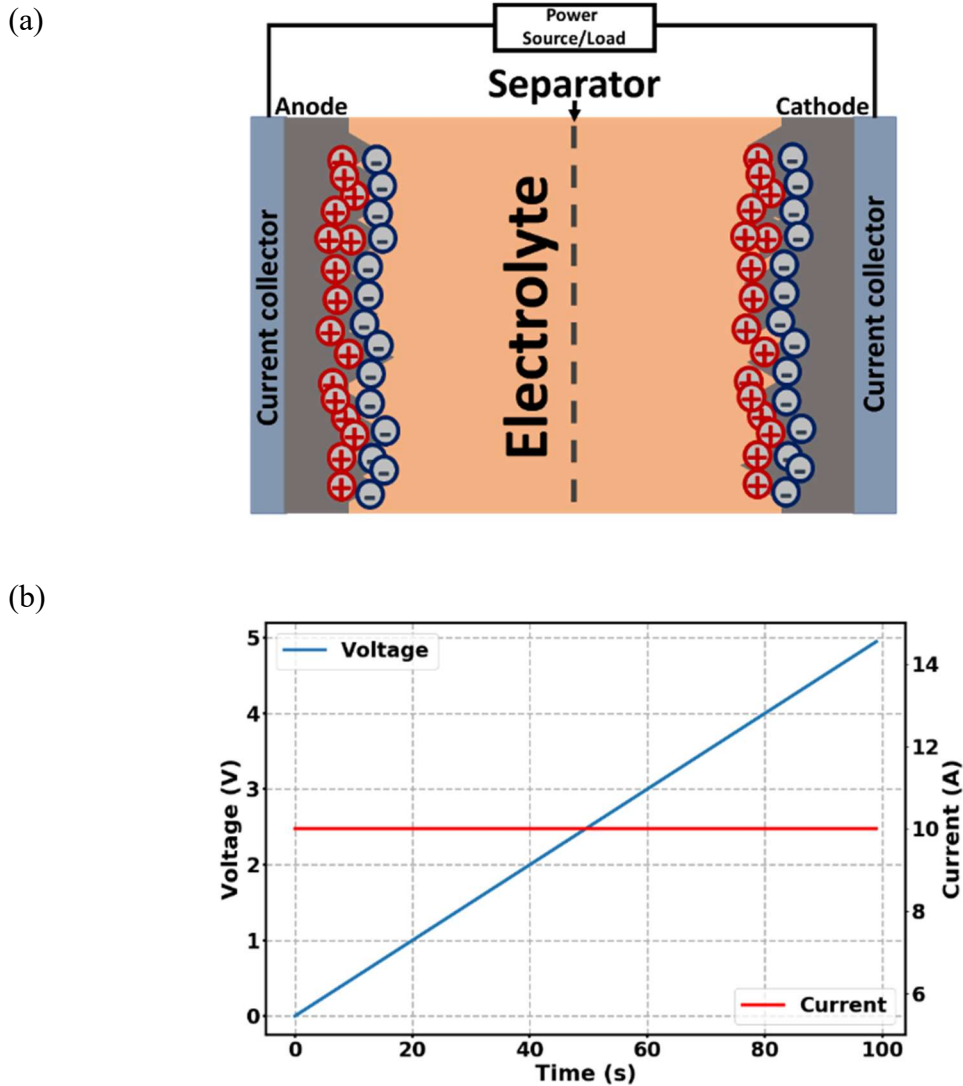 (a)
Power
Source/Load
Separator
Anode
Cathode
Current collector
Electrolyte
Current collector
(b)
Voltage
Current
Voltage (V)
5
4
3
2
1
0
Current (A)
14
12
10
8
6
0 20 40 60 80 100
Time (s)